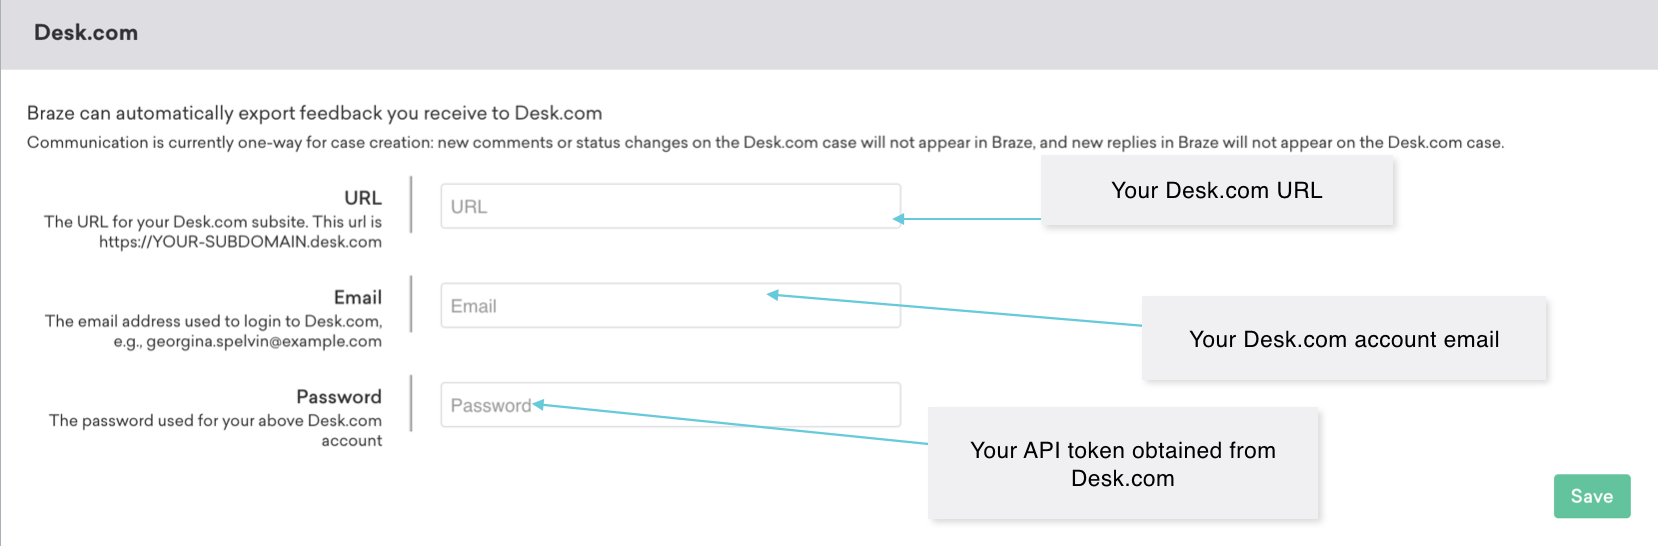 Desk.com
Braze can automatically export feedback you receive to Desk.com
Communication is currently one-way for case creation: new comments or status changes on the Desk.com case will not appear in Braze, and new replies in Braze will not appear on the Desk.com case.
URL
The URL for your Desk.com subsite. This url is
https://YOUR-SUBDOMAIN.desk.com
URL
Your Desk.com URL
Email
The email address used to login to Desk.com,
e.g., georgina.spelvin@example.com
Email
Your Desk.com account email
Password
The password used for your above Desk.com
account
Password
Your API token obtained from
Desk.com
Save